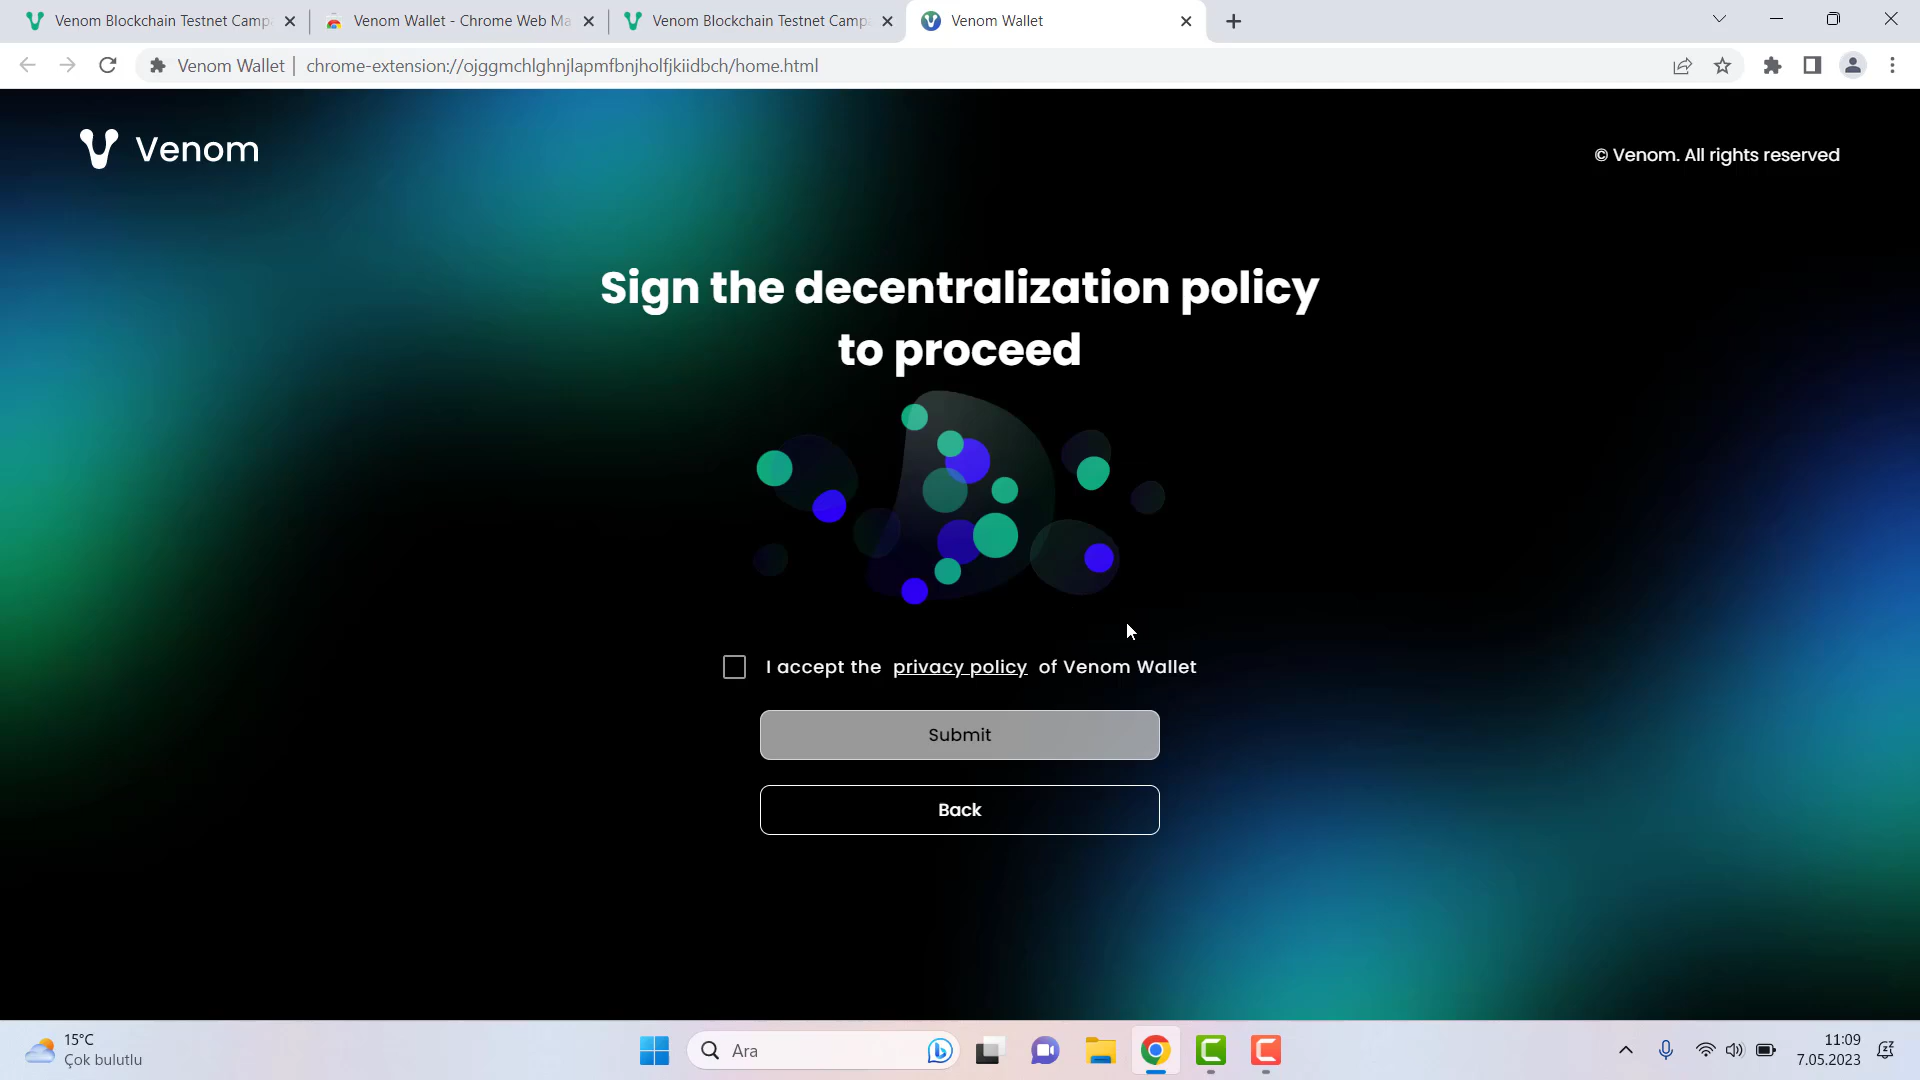 Venom Blockchain Testnet Camp
Venom Wallet - Chrome Web Ma
Venom Blockchain Testnet Camp
Venom Wallet
Venom Wallet | chrome-extension://ojggmchlghnjlapmfbnjholfjkiidbch/home.html
Venom
© Venom. All rights reserved
Sign the decentralization policy
to proceed
I accept the privacy policy of Venom Wallet
Submit
Back
15°C
Çok bulutlu
Ara
11:09
7.05.2023